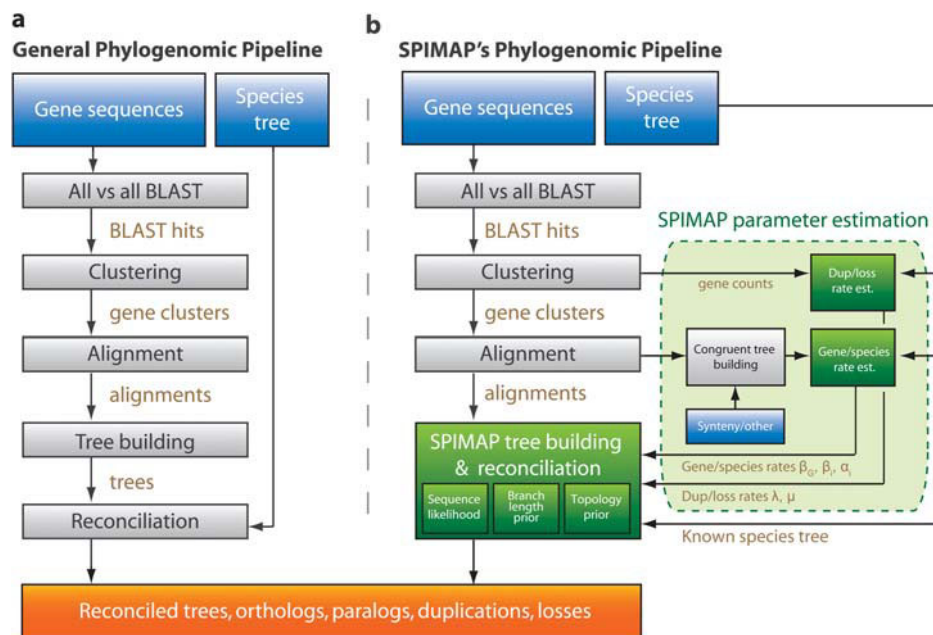 a
General Phylogenomic Pipeline
Gene sequences
Species
tree
All vs all BLAST
BLAST hits
Clustering
gene clusters
Alignment
alignments
Tree building
trees
Reconciliation
b
SPIMAP's Phylogenomic Pipeline
Gene sequences
Species
tree
All vs all BLAST
BLAST hits
Clustering
gene clusters
Alignment
alignments
SPIMAP tree building
& reconciliation
Sequence
likelihood
Branch
length
prior
Topology
prior
SPIMAP parameter estimation
gene counts
Dup/loss
rate est.
Congruent tree
building
Gene/species
rate est.
Synteny/other
Gene/species rates β_G, β_i, α_i
Dup/loss rates λ, μ
Known species tree
Reconciled trees, orthologs, paralogs, duplications, losses